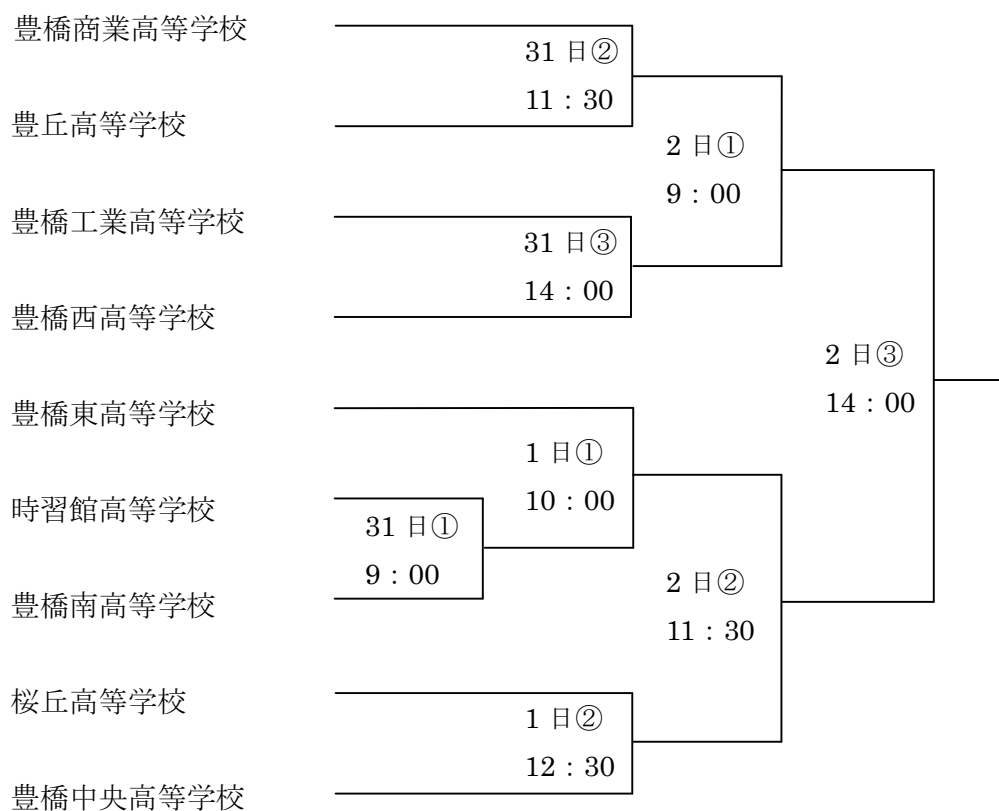 豊橋商業高等学校
31 日②
11：30
豊丘高等学校
2 日①
9：00
豊橋工業高等学校
31 日③
14：00
豊橋西高等学校
2 日③
14：00
豊橋東高等学校
1 日①
10：00
時習館高等学校
31 日①
9：00
豊橋南高等学校
2 日②
11：30
桜丘高等学校
1 日②
12：30
豊橋中央高等学校